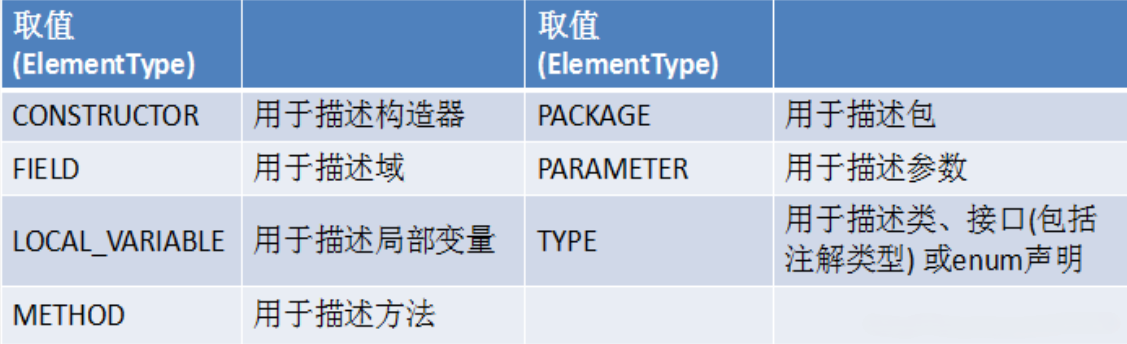 取值
(ElementType)
取值
(ElementType)
CONSTRUCTOR
用于描述构造器
PACKAGE
用于描述包
FIELD
用于描述域
PARAMETER
用于描述参数
LOCAL_VARIABLE
用于描述局部变量
TYPE
用于描述类、接口(包括
注解类型) 或enum声明
METHOD
用于描述方法